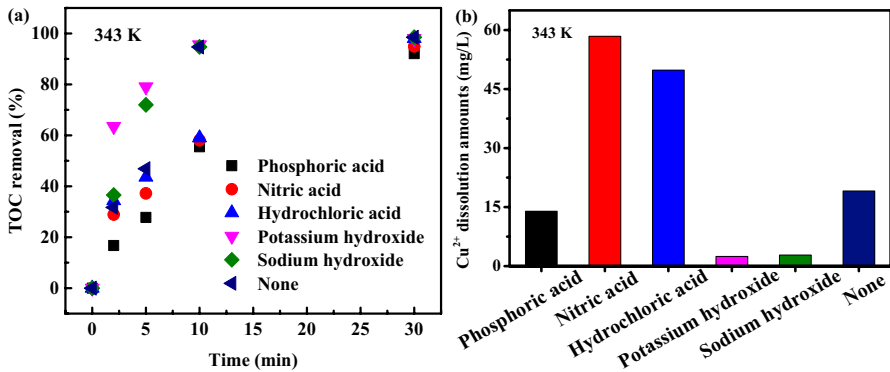 (a)
343 K
TOC removal (%)
100
80
60
40
20
0
Phosphoric acid
Nitric acid
Hydrochloric acid
Potassium hydroxide
Sodium hydroxide
None
0 5 10 15 20 25 30
Time (min)
(b)
343 K
Cu²⁺ dissolution amounts (mg/L)
60
45
30
15
0
Phosphoric acid
Nitric acid
Hydrochloric acid
Potassium hydroxide
Sodium hydroxide
None